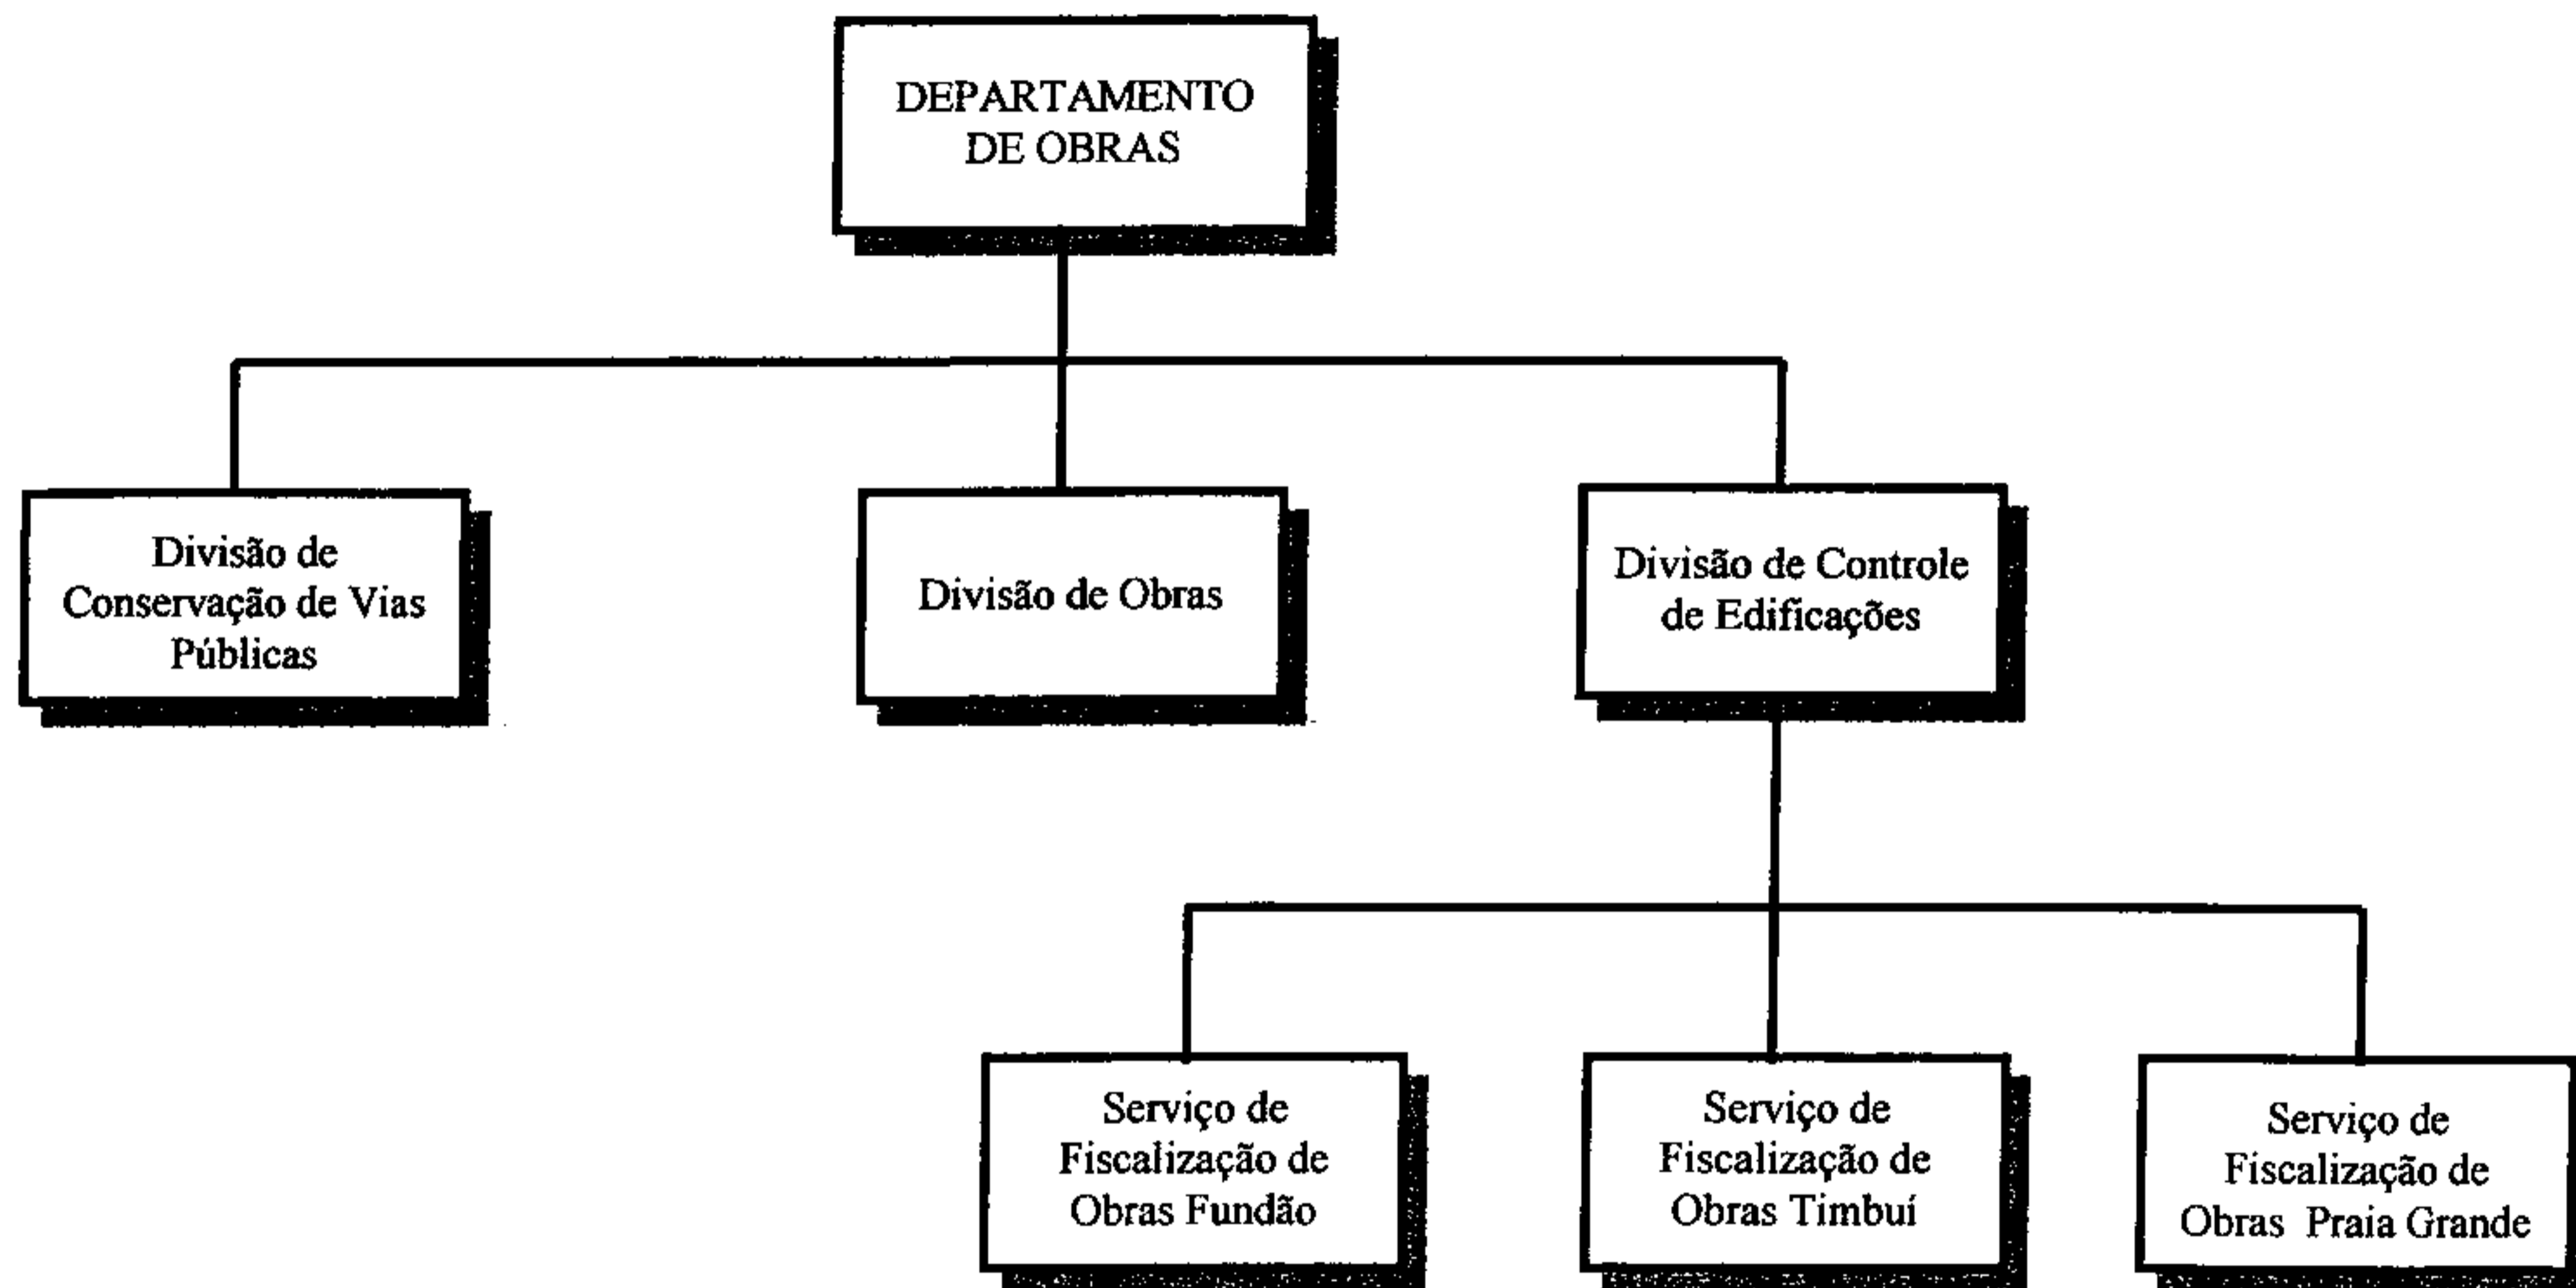 DEPARTAMENTO
DE OBRAS
Divisão de
Conservação de Vias
Públicas
Divisão de Obras
Divisão de Controle
de Edificações
Serviço de
Fiscalização de
Obras Fundão
Serviço de
Fiscalização de
Obras Timbuí
Serviço de
Fiscalização de
Obras Praia Grande